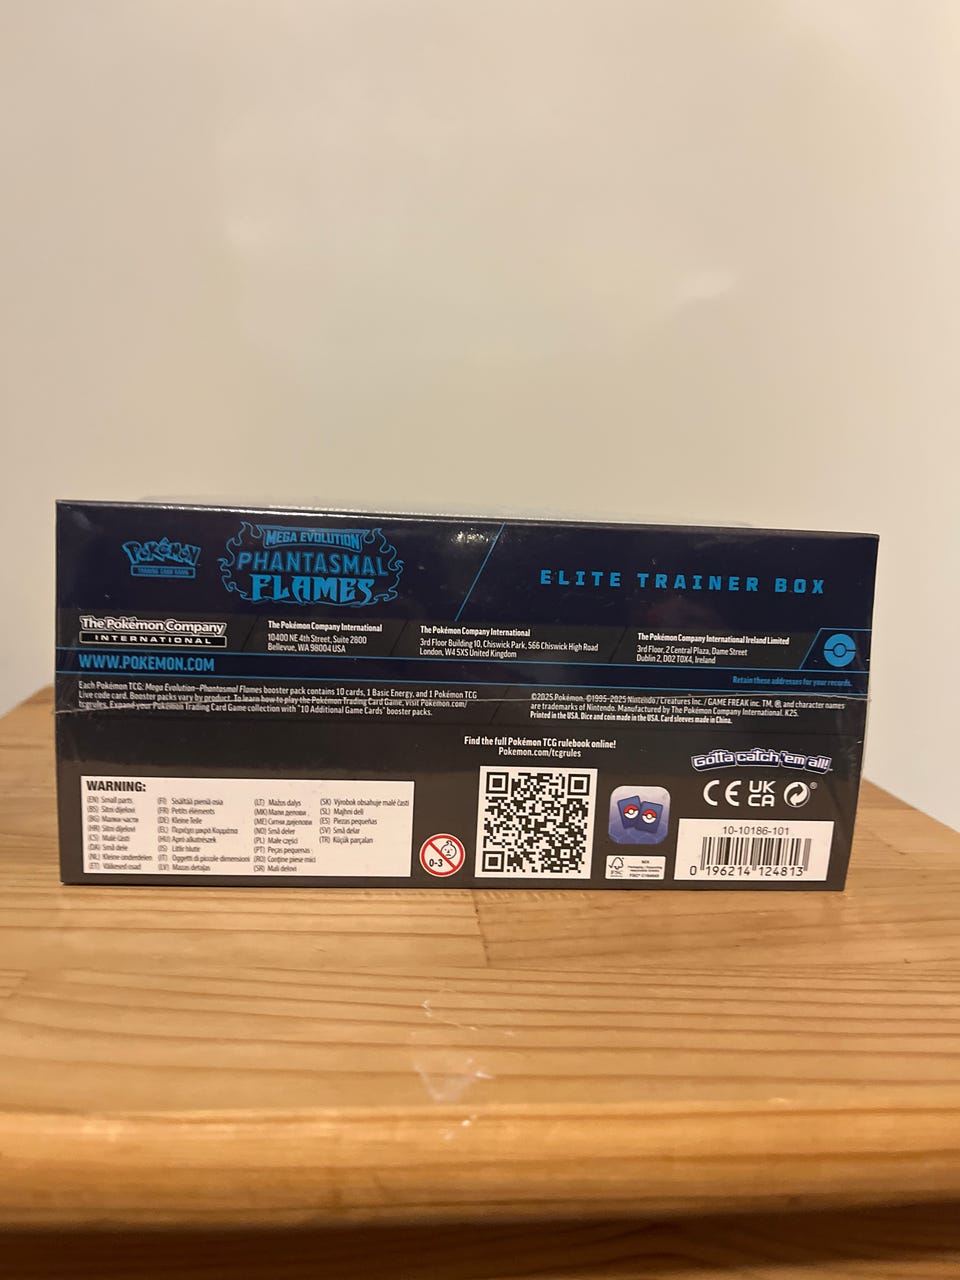 POKÉMON
TRADING CARD GAME
MEGA EVOLUTION
PHANTASMAL
FLAMES
ELITE TRAINER BOX
The Pokémon Company
INTERNATIONAL
WWW.POKEMON.COM
The Pokémon Company International
10400 NE 4th Street, Suite 2800
Bellevue, WA 98004 USA
The Pokémon Company International
3rd Floor Building 10, Chiswick Park, 566 Chiswick High Road
London, W4 5XS United Kingdom
The Pokémon Company International Ireland Limited
3rd Floor, 2 Central Plaza, Dame Street
Dublin 2, D02 T0X4, Ireland
Retain these addresses for your records.
Each Pokémon TCG: Mega Evolution—Phantasmal Flames booster pack contains 10 cards, 1 Basic Energy, and 1 Pokémon TCG
Live code card. Booster packs vary by product. To learn how to play the Pokémon Trading Card Game, visit Pokemon.com/
tcgrules. Expand your Pokémon Trading Card Game collection with "10 Additional Game Cards" booster packs.
©2025 Pokémon. ©1995–2025 Nintendo / Creatures Inc. / GAME FREAK inc. TM, ®, and character names
are trademarks of Nintendo. Manufactured by The Pokémon Company International. K25.
Printed in the USA. Dice and coin made in the USA. Card sleeves made in China.
Find the full Pokémon TCG rulebook online!
Pokemon.com/tcgrules
Gotta catch 'em all!
WARNING:
(EN) Small parts
(BS) Sitni dijelovi
(BG) Малки части
(HR) Sitni dijelovi
(CS) Malé části
(DA) Små dele
(NL) Kleine onderdelen
(ET) Väikesed osad
(FI) Sisältää pieniä osia
(FR) Petits éléments
(DE) Kleine Teile
(EL) Περιέχει μικρά Κομμάτια
(HU) Apró alkatrészek
(IS) Litlir hlutir
(IT) Oggetti di piccole dimensioni
(LV) Mazas detaļas
(LT) Mažos dalys
(MK) Мали делови
(ME) Ситни дијелови
(NO) Små deler
(PL) Małe części
(PT) Peças pequenas
(RO) Conține piese mici
(SR) Mali delovi
(SK) Výrobok obsahuje malé časti
(SL) Majhni deli
(ES) Piezas pequeñas
(SV) Små delar
(TR) Küçük parçaları
0-3
FSC
MIX
CE
UK
CA
10-10186-101
0 196214 124813